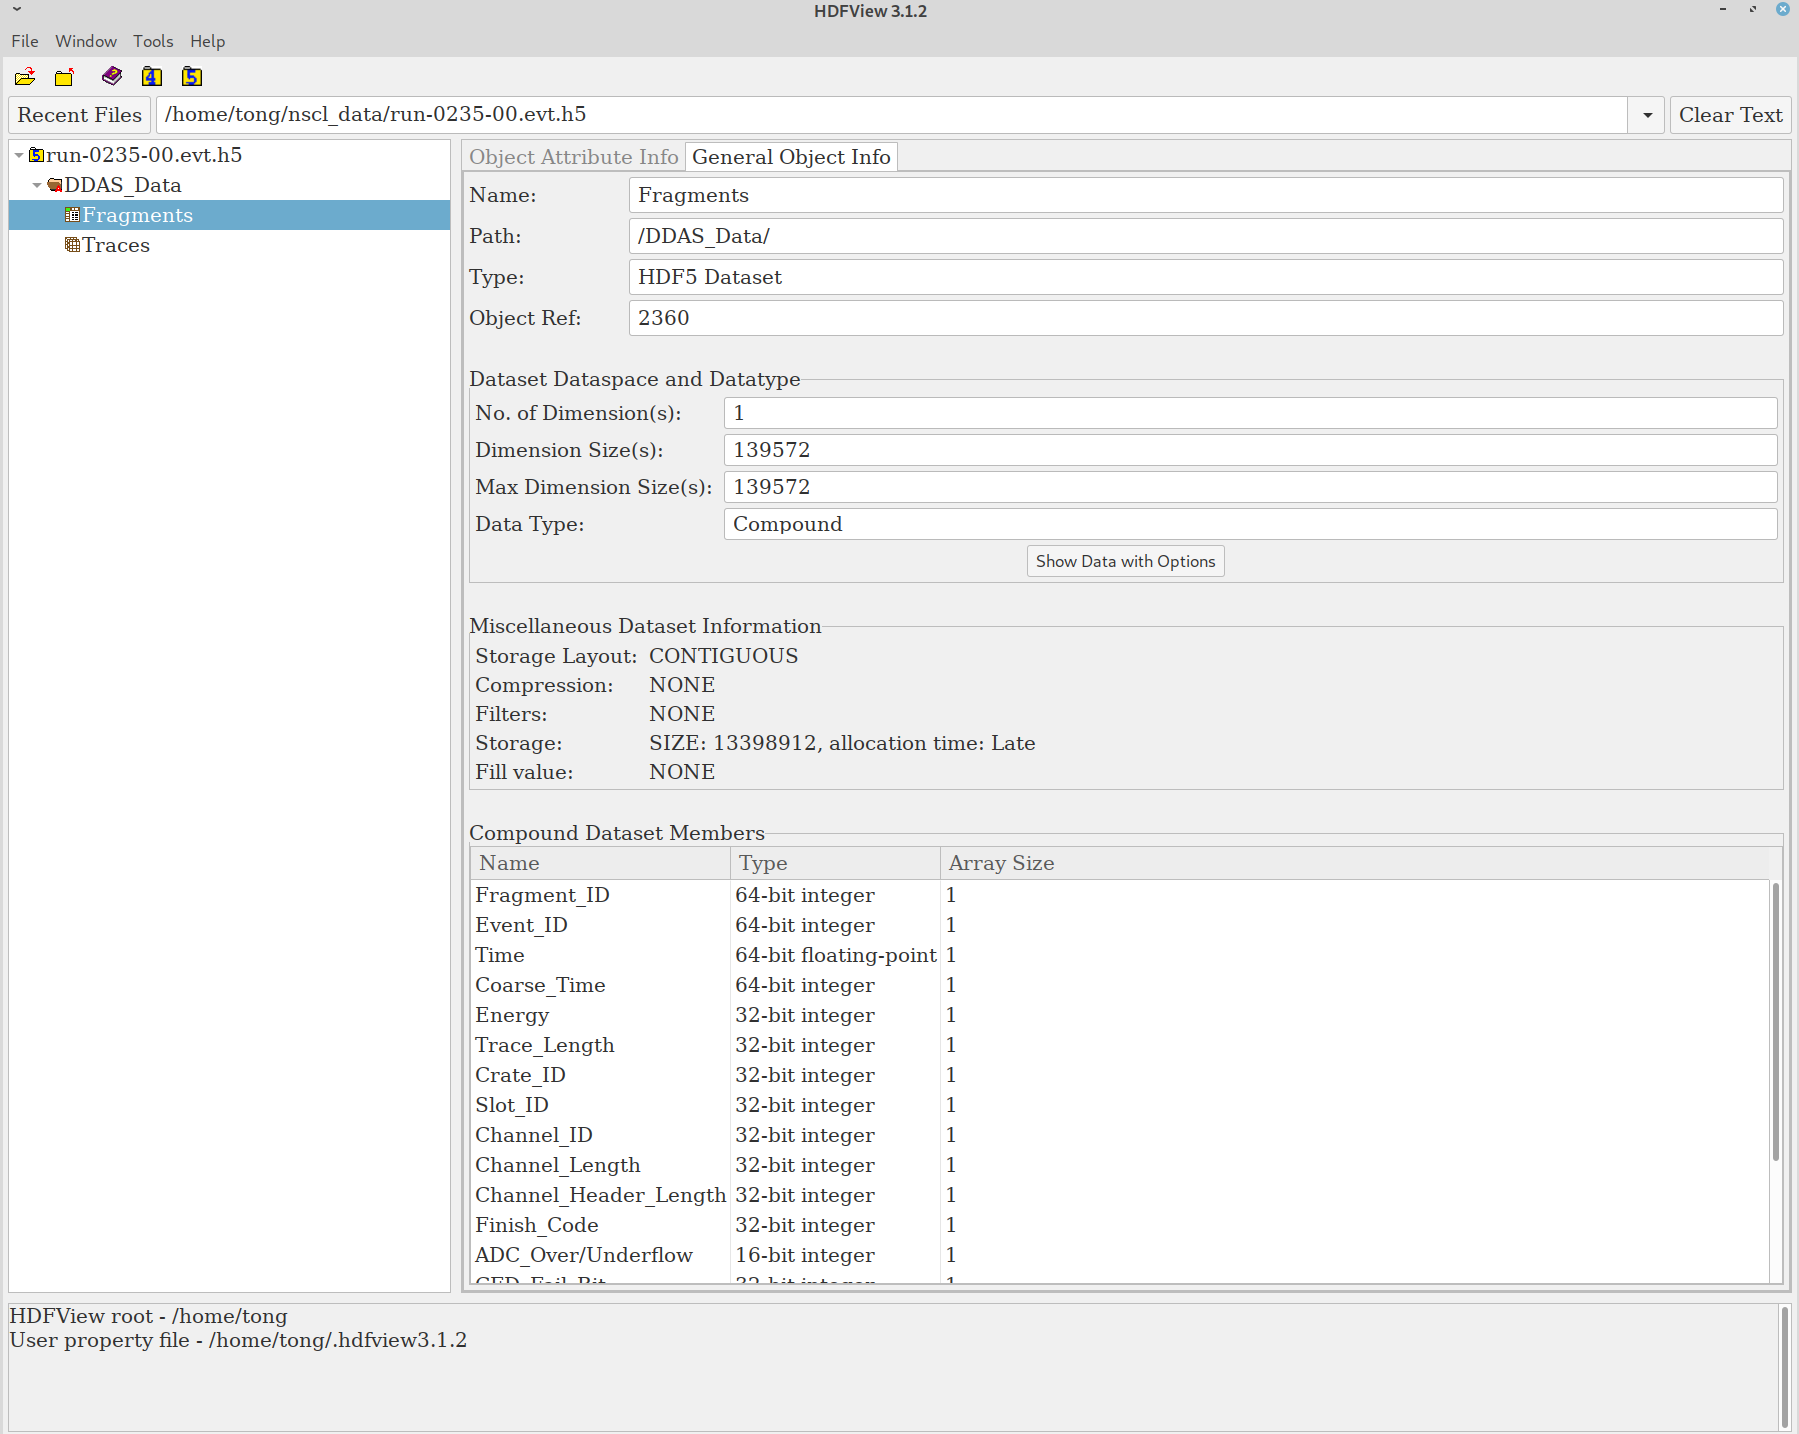 HDFView 3.1.2
File Window Tools Help
4 5
Recent Files /home/tong/nscl_data/run-0235-00.evt.h5 Clear Text
5 run-0235-00.evt.h5
DDAS_Data
Fragments
Traces
Object Attribute Info General Object Info
Name: Fragments
Path: /DDAS_Data/
Type: HDF5 Dataset
Object Ref: 2360
Dataset Dataspace and Datatype
No. of Dimension(s): 1
Dimension Size(s): 139572
Max Dimension Size(s): 139572
Data Type: Compound
Show Data with Options
Miscellaneous Dataset Information
Storage Layout: CONTIGUOUS
Compression: NONE
Filters: NONE
Storage: SIZE: 13398912, allocation time: Late
Fill value: NONE
Compound Dataset Members
Name Type Array Size
Fragment_ID 64-bit integer 1
Event_ID 64-bit integer 1
Time 64-bit floating-point 1
Coarse_Time 64-bit integer 1
Energy 32-bit integer 1
Trace_Length 32-bit integer 1
Crate_ID 32-bit integer 1
Slot_ID 32-bit integer 1
Channel_ID 32-bit integer 1
Channel_Length 32-bit integer 1
Channel_Header_Length 32-bit integer 1
Finish_Code 32-bit integer 1
ADC_Over/Underflow 16-bit integer 1
CFD_Fail_Bit 32-bit integer 1
HDFView root - /home/tong
User property file - /home/tong/.hdfview3.1.2